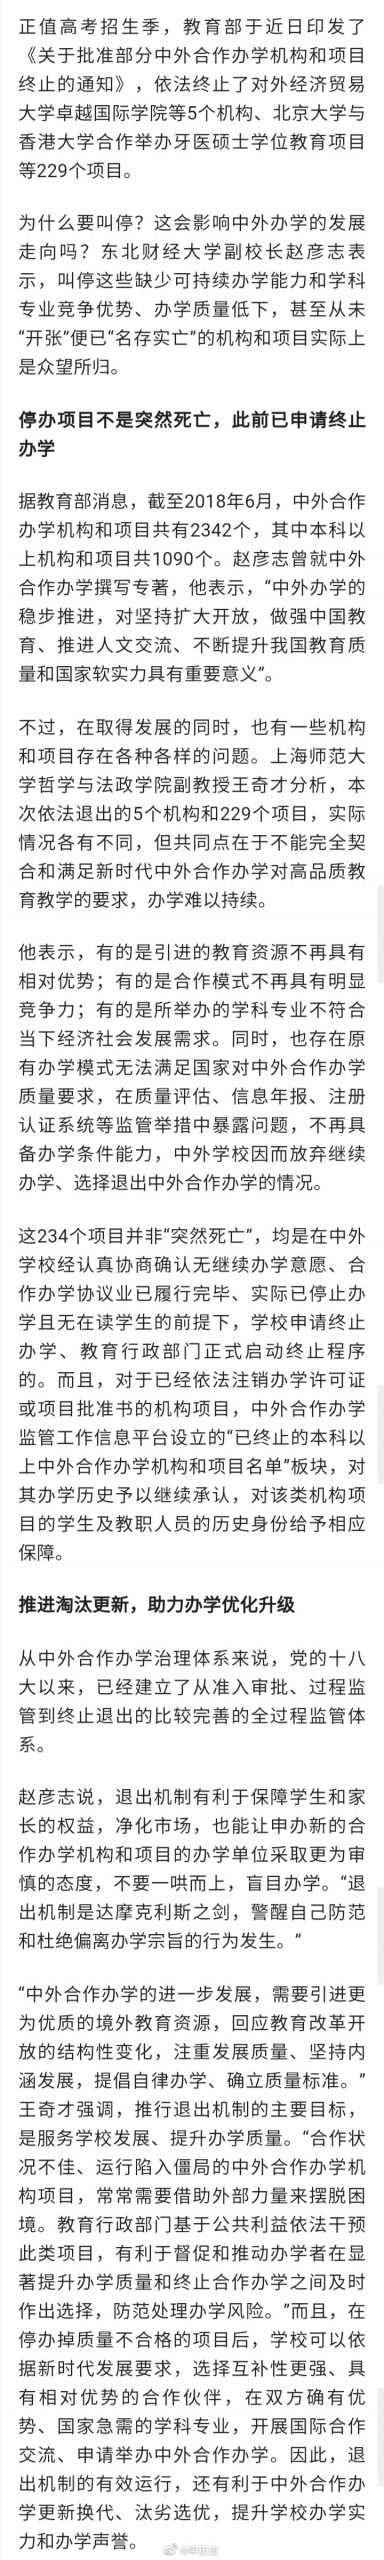 正值高考招生季，教育部于近日印发了
《关于批准部分中外合作办学机构和项目
终止的通知》，依法终止了对外经济贸易
大学卓越国际学院等5个机构、北京大学与
香港大学合作举办牙医硕士学位教育项目
等229个项目。
为什么要叫停？这会影响中外办学的发展
走向吗？东北财经大学副校长赵彦志表
示，叫停这些缺少可持续办学能力和学科
专业竞争优势、办学质量低下，甚至从未
“开张”便已“名存实亡”的机构和项目实际上
是众望所归。
停办项目不是突然死亡，此前已申请终止
办学
据教育部消息，截至2018年6月，中外合作
办学机构和项目共有2342个，其中本科以
上机构和项目共1090个。赵彦志曾就中外
合作办学撰写专著，他表示，“中外办学的
稳步推进，对坚持扩大开放，做强中国教
育、推进人文交流、不断提升我国教育质
量和国家软实力具有重要意义”。
不过，在取得发展的同时，也有一些机构
和项目存在各种各样的问题。上海师范大
学哲学与法政学院副教授王奇才分析，本
次依法退出的5个机构和229个项目，实际
情况各有不同，但共同点在于不能完全契
合和满足新时代中外合作办学对高品质教
育教学的要求，办学难以持续。
他表示，有的是引进的教育资源不再具有
相对优势；有的是合作模式不再具有明显
竞争力；有的是所举办的学科专业不符合
当下经济社会发展需求。同时，也存在原
有办学模式无法满足国家对中外合作办学
质量要求，在质量评估、信息年报、注册
认证系统等监管举措中暴露问题，不再具
备办学条件能力，中外学校因而放弃继续
办学、选择退出中外合作办学的情况。
这234个项目并非“突然死亡”，均是在中外
学校经认真协商确认无继续办学意愿、合
作办学协议业已履行完毕、实际已停止办
学且无在读学生的前提下，学校申请终止
办学、教育行政部门正式启动终止程序
的。而且，对于已经依法注销办学许可证
或项目批准书的机构项目，中外合作办学
监管工作信息平台设立的“已终止的本科以
上中外合作办学机构和项目名单”板块，对
其办学历史予以继续承认，对该类机构项
目的学生及教职人员的历史身份给予相应
保障。
推进淘汰更新，助力办学优化升级
从中外合作办学治理体系来说，党的十八
大以来，已经建立了从准入审批、过程监
管到终止退出的比较完善的全过程监管体
系。
赵彦志说，退出机制有利于保障学生和家
长的权益，净化市场，也能让申办新的合
作办学机构和项目的办学单位采取更为审
慎的态度，不要一哄而上，盲目办学。“退
出机制是达摩克利斯之剑，警醒自己防范
和杜绝偏离办学宗旨的行为发生。”
“中外合作办学的进一步发展，需要引进更
为优质的境外教育资源，回应教育改革开
放的结构性变化，注重发展质量、坚持内
涵发展，提倡自律办学、确立质量标准。”
王奇才强调，推行退出机制的主要目标，
是服务学校发展、提升办学质量。“合作状
况不佳、运行陷入僵局的中外合作办学机
构项目，常常需要借助外部力量来摆脱困
境。教育行政部门基于公共利益依法干预
此类项目，有利于督促和推动办学者在显
著提升办学质量和终止合作办学之间及时
作出选择，防范处理办学风险。”而且，在
停办掉质量不合格的项目后，学校可以依
据新时代发展要求，选择互补性更强、具
有相对优势的合作伙伴，在双方确有优
势、国家急需的学科专业，开展国际合作
交流、申请举办中外合作办学。因此，退
出机制的有效运行，还有利于中外合作办
学更新换代、汰劣选优，提升学校办学实
力和办学声誉。